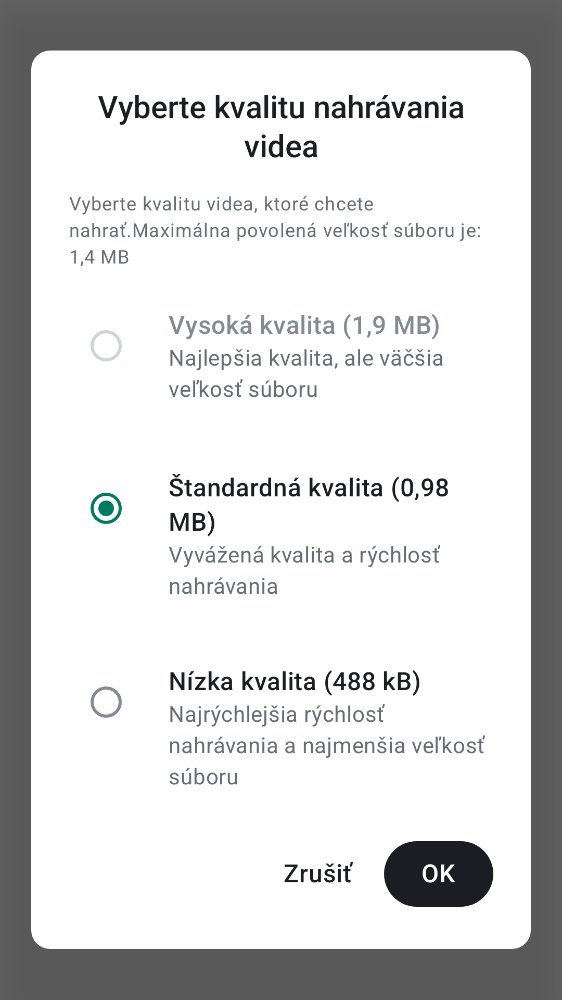 Vyberte kvalitu nahrávania
videa
Vyberte kvalitu videa, ktoré chcete
nahrať.Maximálna povolená veľkosť súboru je:
1,4 MB
Vysoká kvalita (1,9 MB)
Najlepšia kvalita, ale väčšia
veľkosť súboru
Štandardná kvalita (0,98
MB)
Vyvážená kvalita a rýchlosť
nahrávania
Nízka kvalita (488 kB)
Najrýchlejšia rýchlosť
nahrávania a najmenšia veľkosť
súboru
Zrušiť
OK